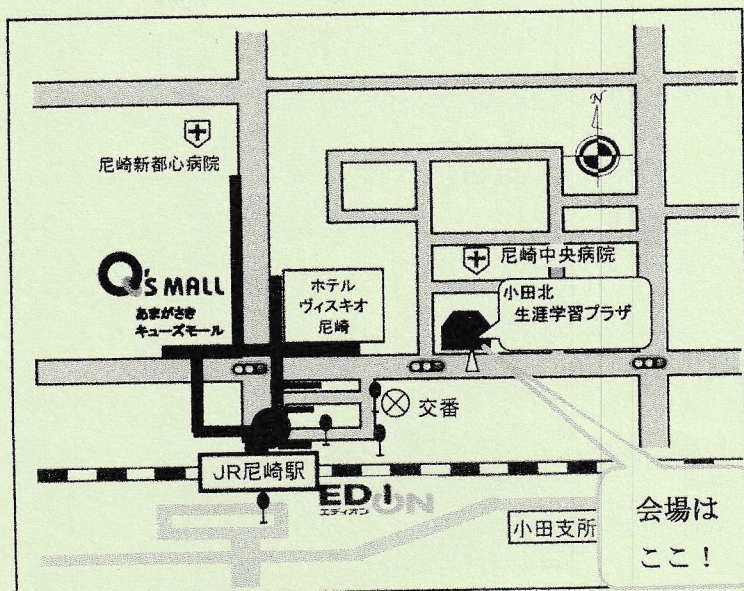 N
尼崎新都心病院
尼崎中央病院
Q'S MALL
あまがさき
キューズモール
ホテル
ヴィスキオ
尼崎
小田北
生涯学習プラザ
交番
JR尼崎駅
EDION
エディオン
小田支所
会場は
ここ！